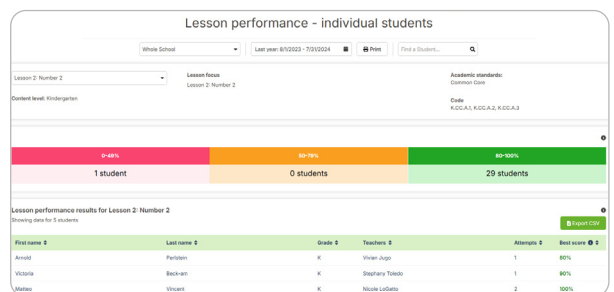 Lesson performance - individual students
Whole School
Last year: 8/1/2023 - 7/31/2024
Print
Find a Student...
Lesson 2: Number 2
Lesson focus
Lesson 2: Number 2
Academic standards:
Common Core
Content level: Kindergarten
Code
K.CC.A.1, K.CC.A.2, K.CC.A.3
0-49%
50-79%
80-100%
1 student
0 students
29 students
Lesson performance results for Lesson 2: Number 2
Showing data for 5 students
Export CSV
First name Last name Grade Teachers Attempts Best score
Arnold Perlstein K Vivian Jugo 1 80%
Victoria Beck-am K Stephany Toledo 1 90%
Matteo Vincent K Nicole LoGatto 2 100%